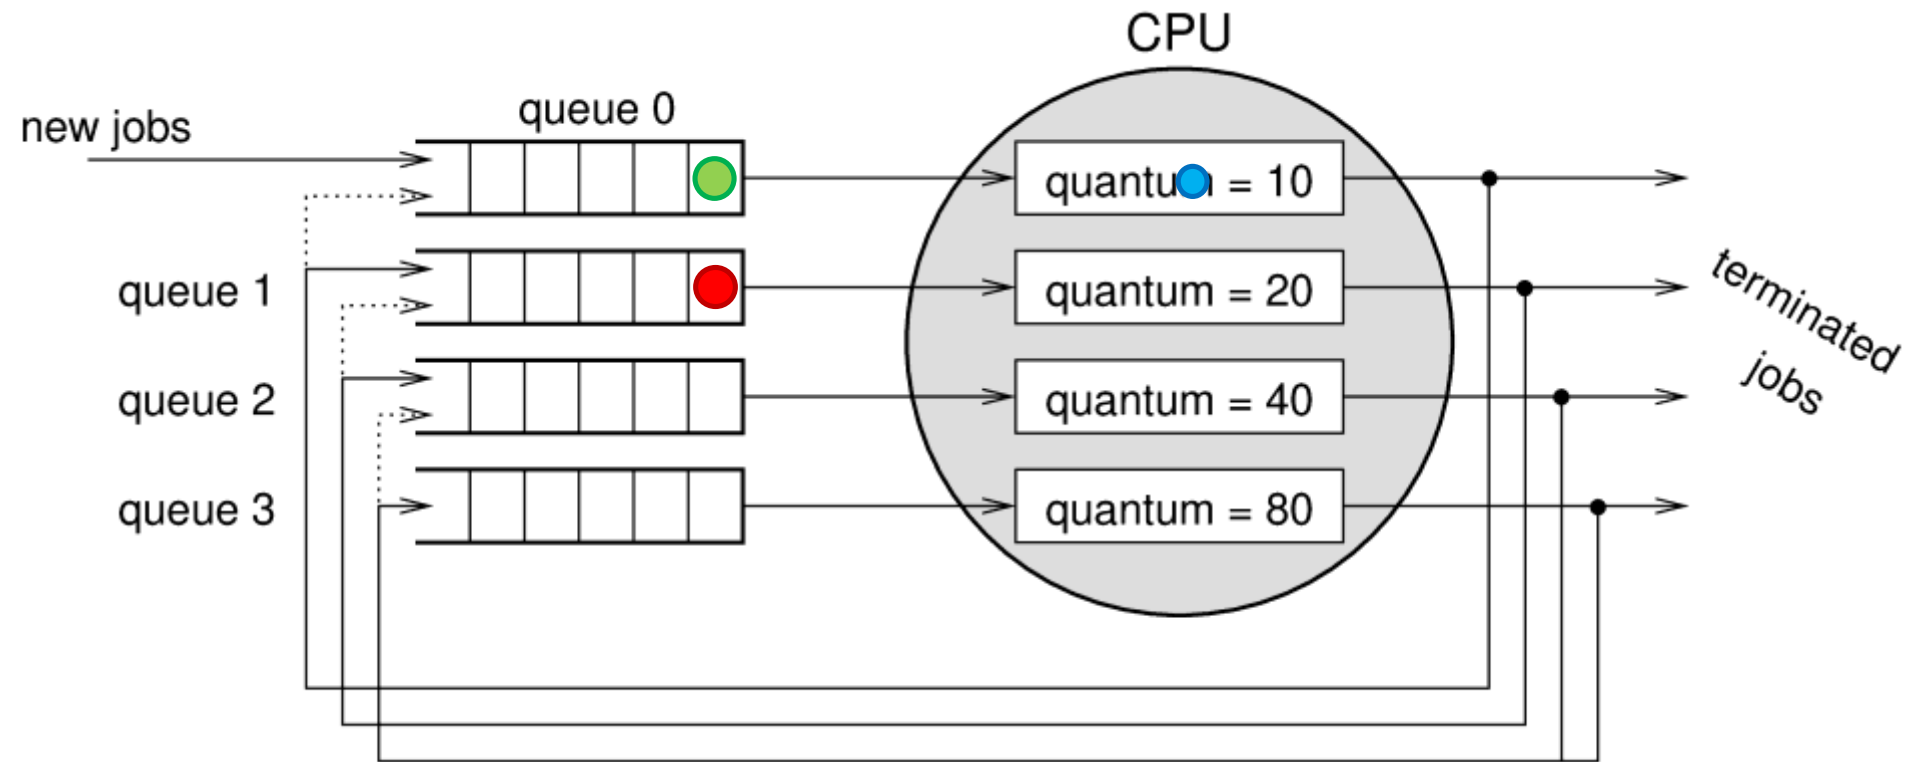 CPU
queue 0
new jobs
quantum = 10
queue 1
quantum = 20
terminated
jobs
queue 2
quantum = 40
queue 3
quantum = 80